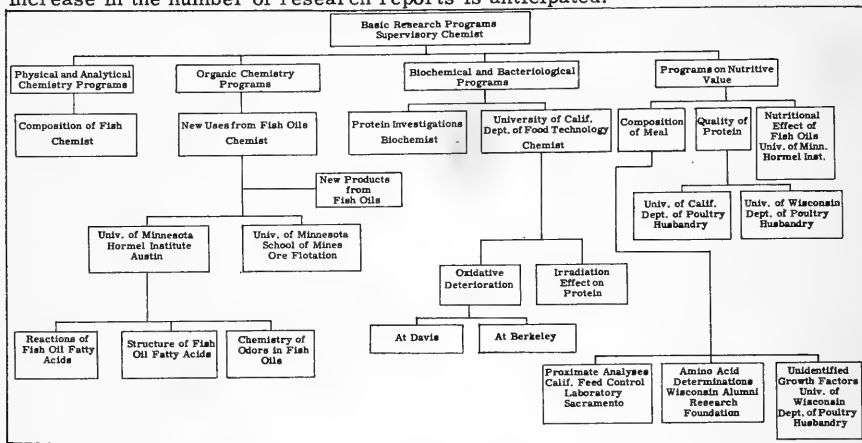 increase in the number of research reports is anticipated.
Basic Research Programs
Supervisory Chemist
Physical and Analytical
Chemistry Programs
Organic Chemistry
Programs
Biochemical and Bacteriological
Programs
Programs on Nutritive
Value
Composition of Fish
Chemist
New Uses from Fish Oils
Chemist
Protein Investigations
Biochemist
University of Calif.
Dept. of Food Technology
Chemist
Composition
of Meal
Quality of
Protein
Nutritional
Effect of
Fish Oils
Univ. of Minn.
Hormel Inst.
New Products
from
Fish Oils
Univ. of Calif.
Dept. of Poultry
Husbandry
Univ. of Wisconsin
Dept. of Poultry
Husbandry
Univ. of Minnesota
Hormel Institute
Austin
Univ. of Minnesota
School of Mines
Ore Flotation
Oxidative
Deterioration
Irradiation
Effect on
Protein
Reactions of
Fish Oil Fatty
Acids
Structure of Fish
Oil Fatty Acids
Chemistry of
Odors in Fish
Oils
At Davis
At Berkeley
Proximate Analyses
Calif. Feed Control
Laboratory
Sacramento
Amino Acid
Determinations
Wisconsin Alumni
Research
Foundation
Unidentified
Growth Factors
Univ. of
Wisconsin
Dept. of Poultry
Husbandry